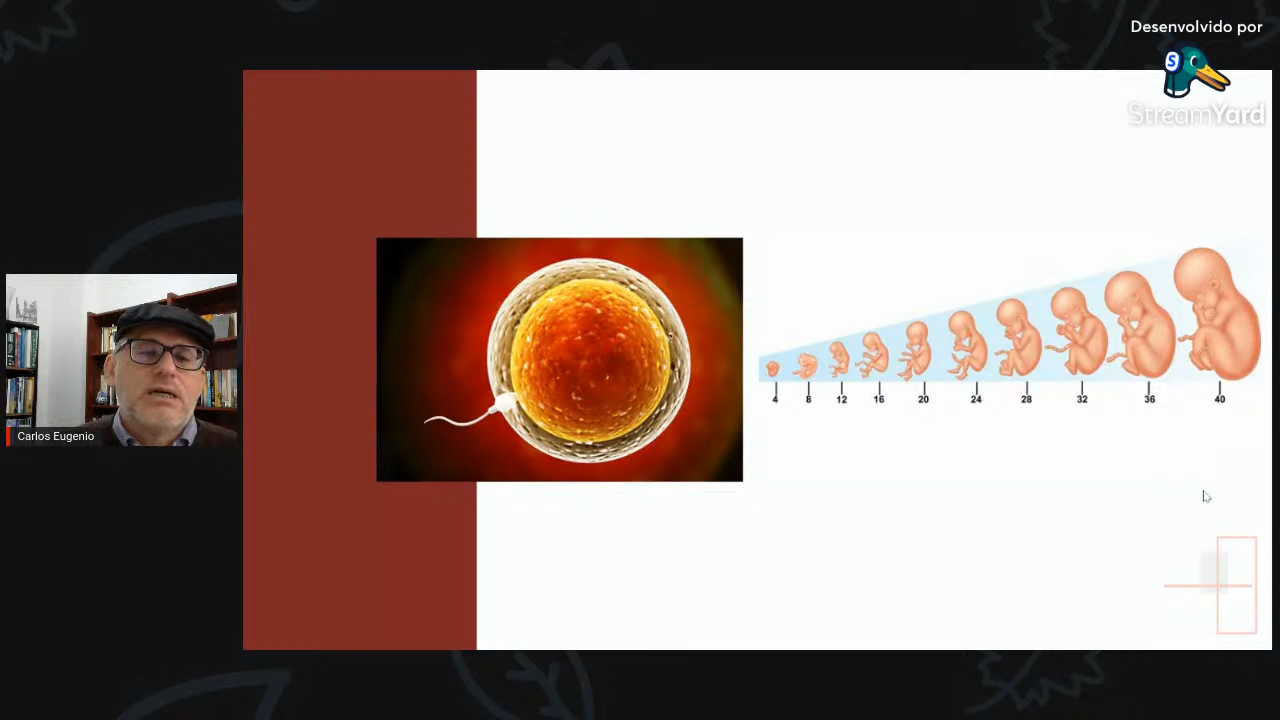 Desenvolvido por
S
StreamYard
4 8 12 16 20 24 28 32 36 40
Carlos Eugenio